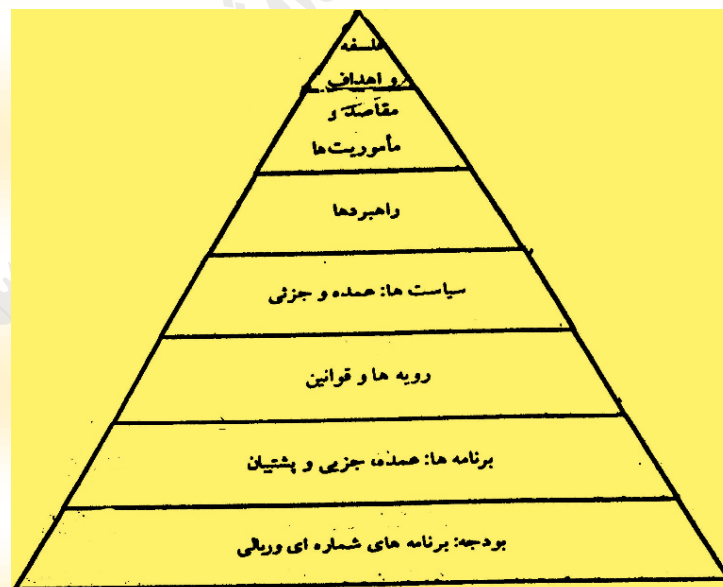 فلسفه
و اهداف
مقاصد و
مأموریت‌ها
راهبردها
سیاست ها: عمده و جزئی
رویه ها و قوانین
برنامه ها: عمده، جزیی و پشتیبان
بودجه: برنامه های شماره ای وریالی